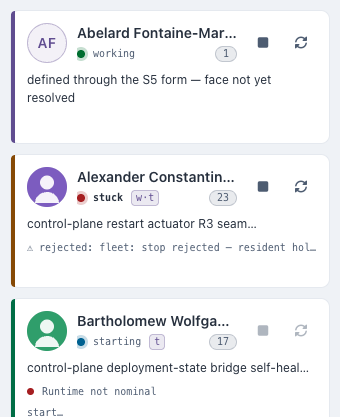 AF
Abelard Fontaine-Mar…
working
1
defined through the S5 form — face not yet
resolved
Alexander Constantin…
stuck w·t 23
control-plane restart actuator R3 seam…
⚠ rejected: fleet: stop rejected — resident hol…
Bartholomew Wolfga…
starting t 17
control-plane deployment-state bridge self-heal…
Runtime not nominal
start…